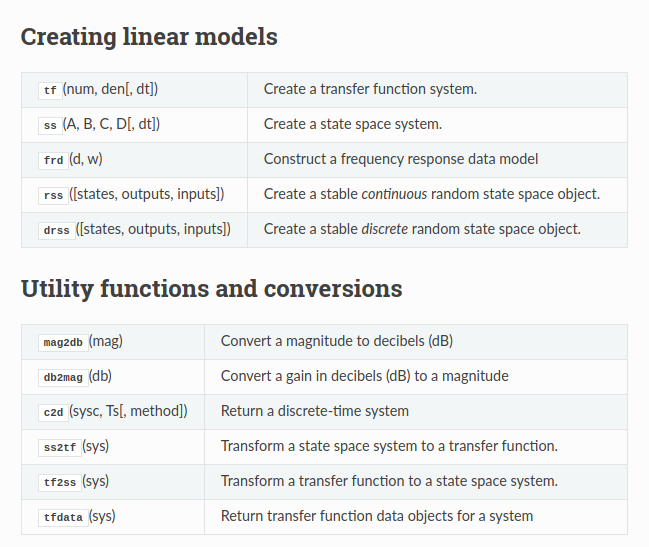 Creating linear models
tf(num, den[, dt]) Create a transfer function system.
ss(A, B, C, D[, dt]) Create a state space system.
frd(d, w) Construct a frequency response data model
rss([states, outputs, inputs]) Create a stable continuous random state space object.
drss([states, outputs, inputs]) Create a stable discrete random state space object.
Utility functions and conversions
mag2db(mag) Convert a magnitude to decibels (dB)
db2mag(db) Convert a gain in decibels (dB) to a magnitude
c2d(sysc, Ts[, method]) Return a discrete-time system
ss2tf(sys) Transform a state space system to a transfer function.
tf2ss(sys) Transform a transfer function to a state space system.
tfdata(sys) Return transfer function data objects for a system